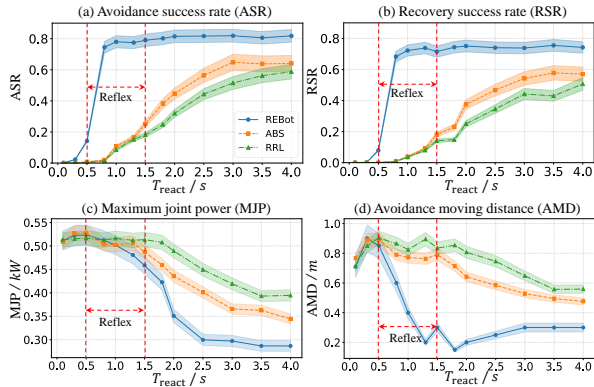 (a) Avoidance success rate (ASR)
ASR
0.8
0.6
0.4
0.2
0.0
Reflex
REBot
ABS
RRL
0.0 0.5 1.0 1.5 2.0 2.5 3.0 3.5 4.0
T_react / s
(b) Recovery success rate (RSR)
RSR
0.8
0.6
0.4
0.2
0.0
Reflex
0.0 0.5 1.0 1.5 2.0 2.5 3.0 3.5 4.0
T_react / s
(c) Maximum joint power (MJP)
MJP / kW
0.55
0.50
0.45
0.40
0.35
0.30
Reflex
0.0 0.5 1.0 1.5 2.0 2.5 3.0 3.5 4.0
T_react / s
(d) Avoidance moving distance (AMD)
AMD / m
1.0
0.8
0.6
0.4
0.2
Reflex
0.0 0.5 1.0 1.5 2.0 2.5 3.0 3.5 4.0
T_react / s